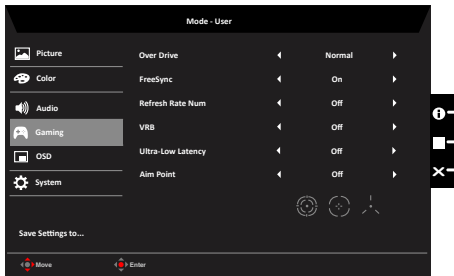 Mode - User
Picture
Over Drive Normal
Color
FreeSync On
Audio
Refresh Rate Num Off
Gaming
VRB Off
OSD
Ultra-Low Latency Off
System
Aim Point Off
Save Settings to...
Move Enter